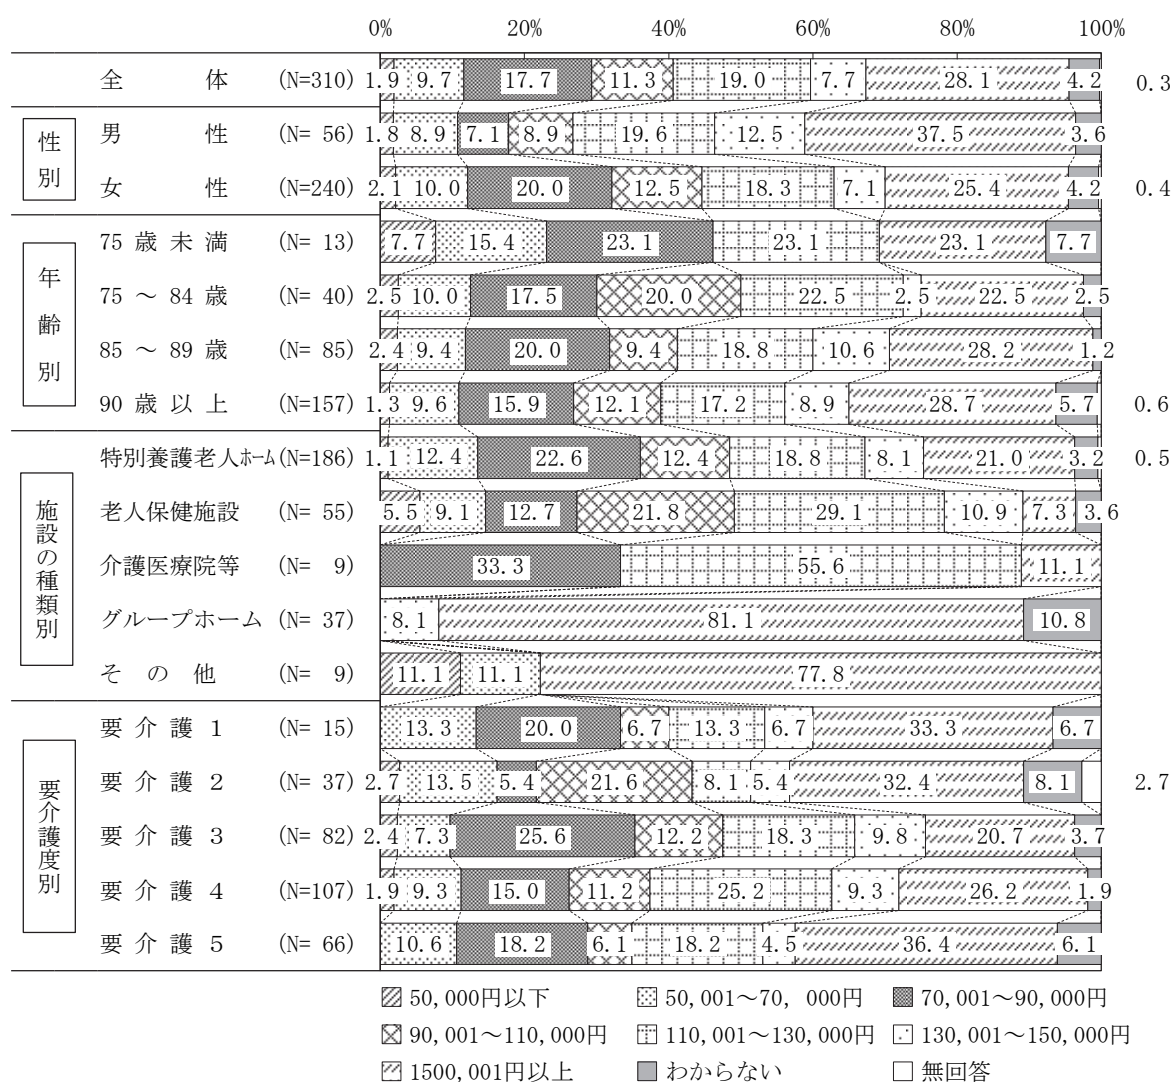 0% 20% 40% 60% 80% 100%
全体 (N=310) 1.9 9.7 17.7 11.3 19.0 7.7 28.1 4.2 0.3
性別
男性 (N= 56) 1.8 8.9 7.1 8.9 19.6 12.5 37.5 3.6
女性 (N=240) 2.1 10.0 20.0 12.5 18.3 7.1 25.4 4.2 0.4
年齢別
75歳未満 (N= 13) 7.7 15.4 23.1 23.1 23.1 7.7
75～84歳 (N= 40) 2.5 10.0 17.5 20.0 22.5 2.5 22.5 2.5
85～89歳 (N= 85) 2.4 9.4 20.0 9.4 18.8 10.6 28.2 1.2
90歳以上 (N=157) 1.3 9.6 15.9 12.1 17.2 8.9 28.7 5.7 0.6
施設の種類別
特別養護老人ホーム(N=186) 1.1 12.4 22.6 12.4 18.8 8.1 21.0 3.2 0.5
老人保健施設 (N= 55) 5.5 9.1 12.7 21.8 29.1 10.9 7.3 3.6
介護医療院等 (N= 9) 33.3 55.6 11.1
グループホーム (N= 37) 8.1 81.1 10.8
その他 (N= 9) 11.1 11.1 77.8
要介護度別
要介護1 (N= 15) 13.3 20.0 6.7 13.3 6.7 33.3 6.7
要介護2 (N= 37) 2.7 13.5 5.4 21.6 8.1 5.4 32.4 8.1 2.7
要介護3 (N= 82) 2.4 7.3 25.6 12.2 18.3 9.8 20.7 3.7
要介護4 (N=107) 1.9 9.3 15.0 11.2 25.2 9.3 26.2 1.9
要介護5 (N= 66) 10.6 18.2 6.1 18.2 4.5 36.4 6.1
50,000円以下 50,001～70, 000円 70,001～90,000円
90,001～110,000円 110,001～130,000円 130,001～150,000円
1500,001円以上 わからない 無回答